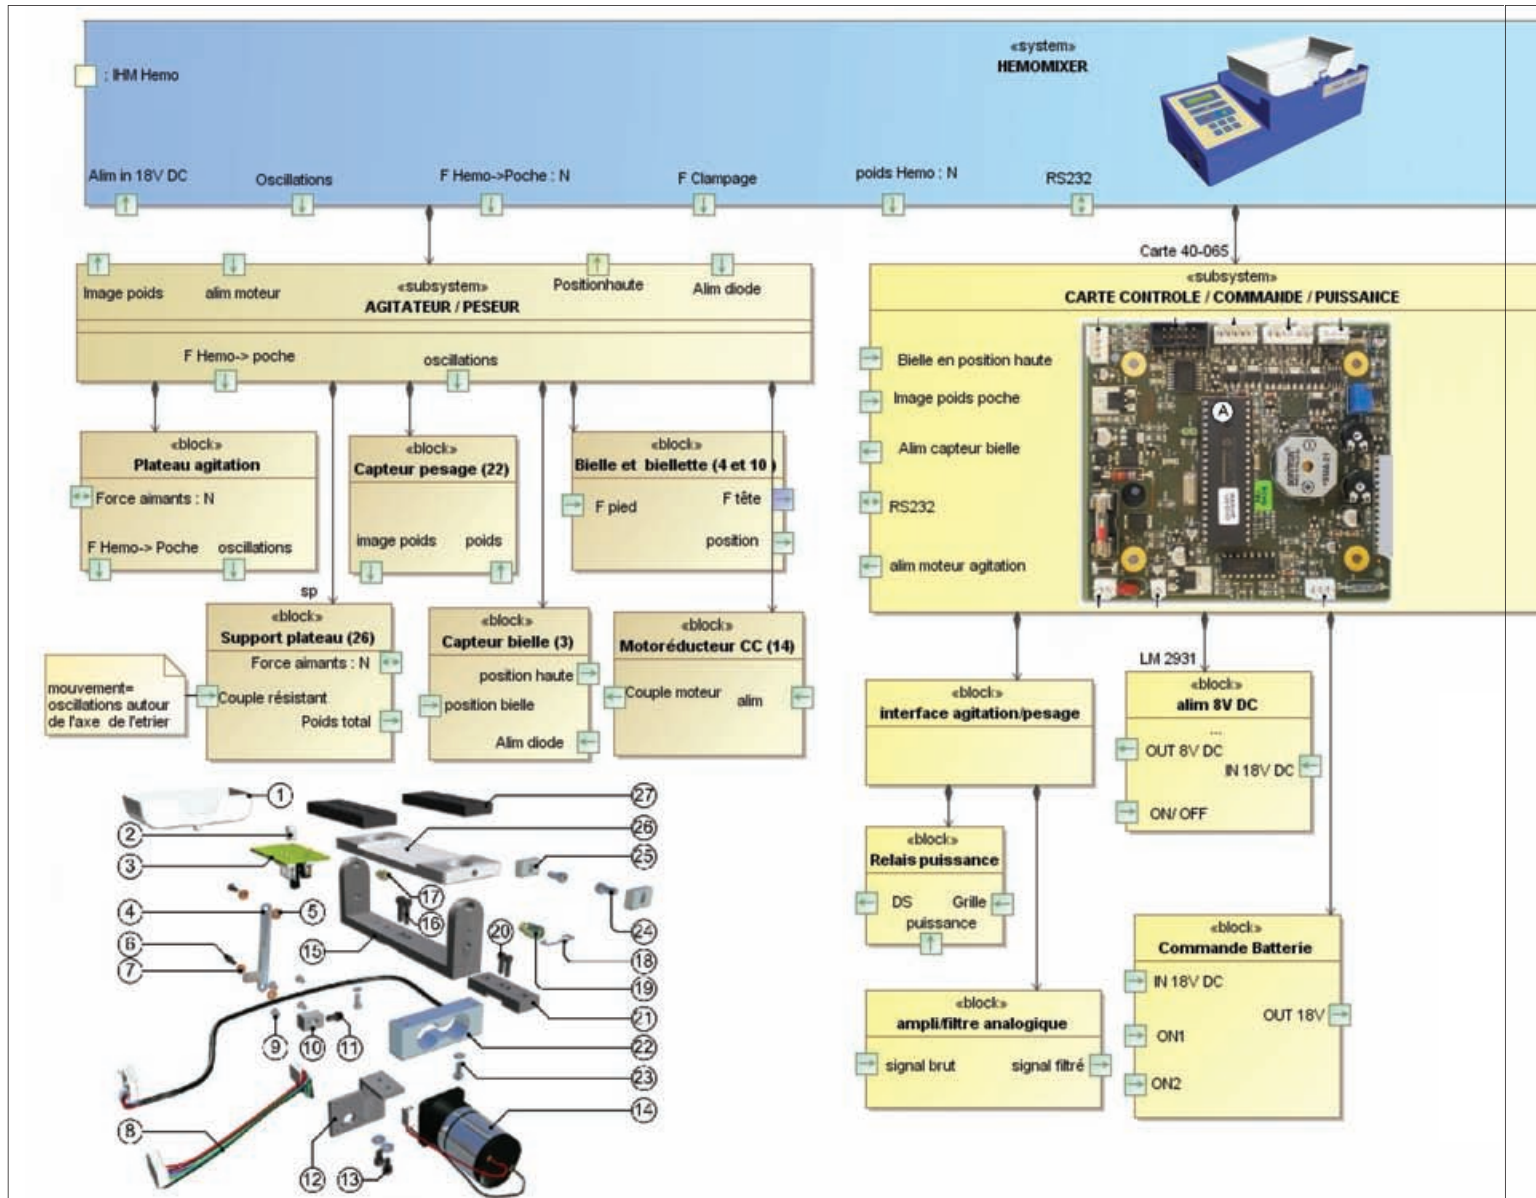 «system»
HEMOMIXER
: IHM Hemo
Alim in 18V DC
Oscillations
F Hemo->Poche : N
F Clampage
poids Hemo : N
RS232
Carte 40-065
Image poids
alim moteur
«subsystem»
AGITATEUR / PESEUR
Positionhaute
Alim diode
F Hemo-> poche
oscillations
«subsystem»
CARTE CONTROLE / COMMANDE / PUISSANCE
Bielle en position haute
Image poids poche
Alim capteur bielle
RS232
alim moteur agitation
A
«block»
Plateau agitation
Force aimants : N
F Hemo-> Poche
oscillations
«block»
Capteur pesage (22)
image poids
poids
«block»
Bielle et biellette (4 et 10 )
F pied
F tête
position
sp
«block»
Support plateau (26)
Force aimants : N
Couple résistant
Poids total
mouvement=
oscillations autour
de l'axe de l'etrier
«block»
Capteur bielle (3)
position haute
position bielle
Alim diode
«block»
Motoréducteur CC (14)
Couple moteur
alim
«block»
interface agitation/pesage
LM 2931
«block»
alim 8V DC
...
OUT 8V DC
IN 18V DC
ON/ OFF
«block»
Relais puissance
DS
Grille
puissance
«block»
ampli/filtre analogique
signal brut
signal filtré
«block»
Commande Batterie
IN 18V DC
OUT 18V
ON1
ON2
1
2
3
4
5
6
7
8
9
10
11
12
13
14
15
16
17
18
19
20
21
22
23
24
25
26
27